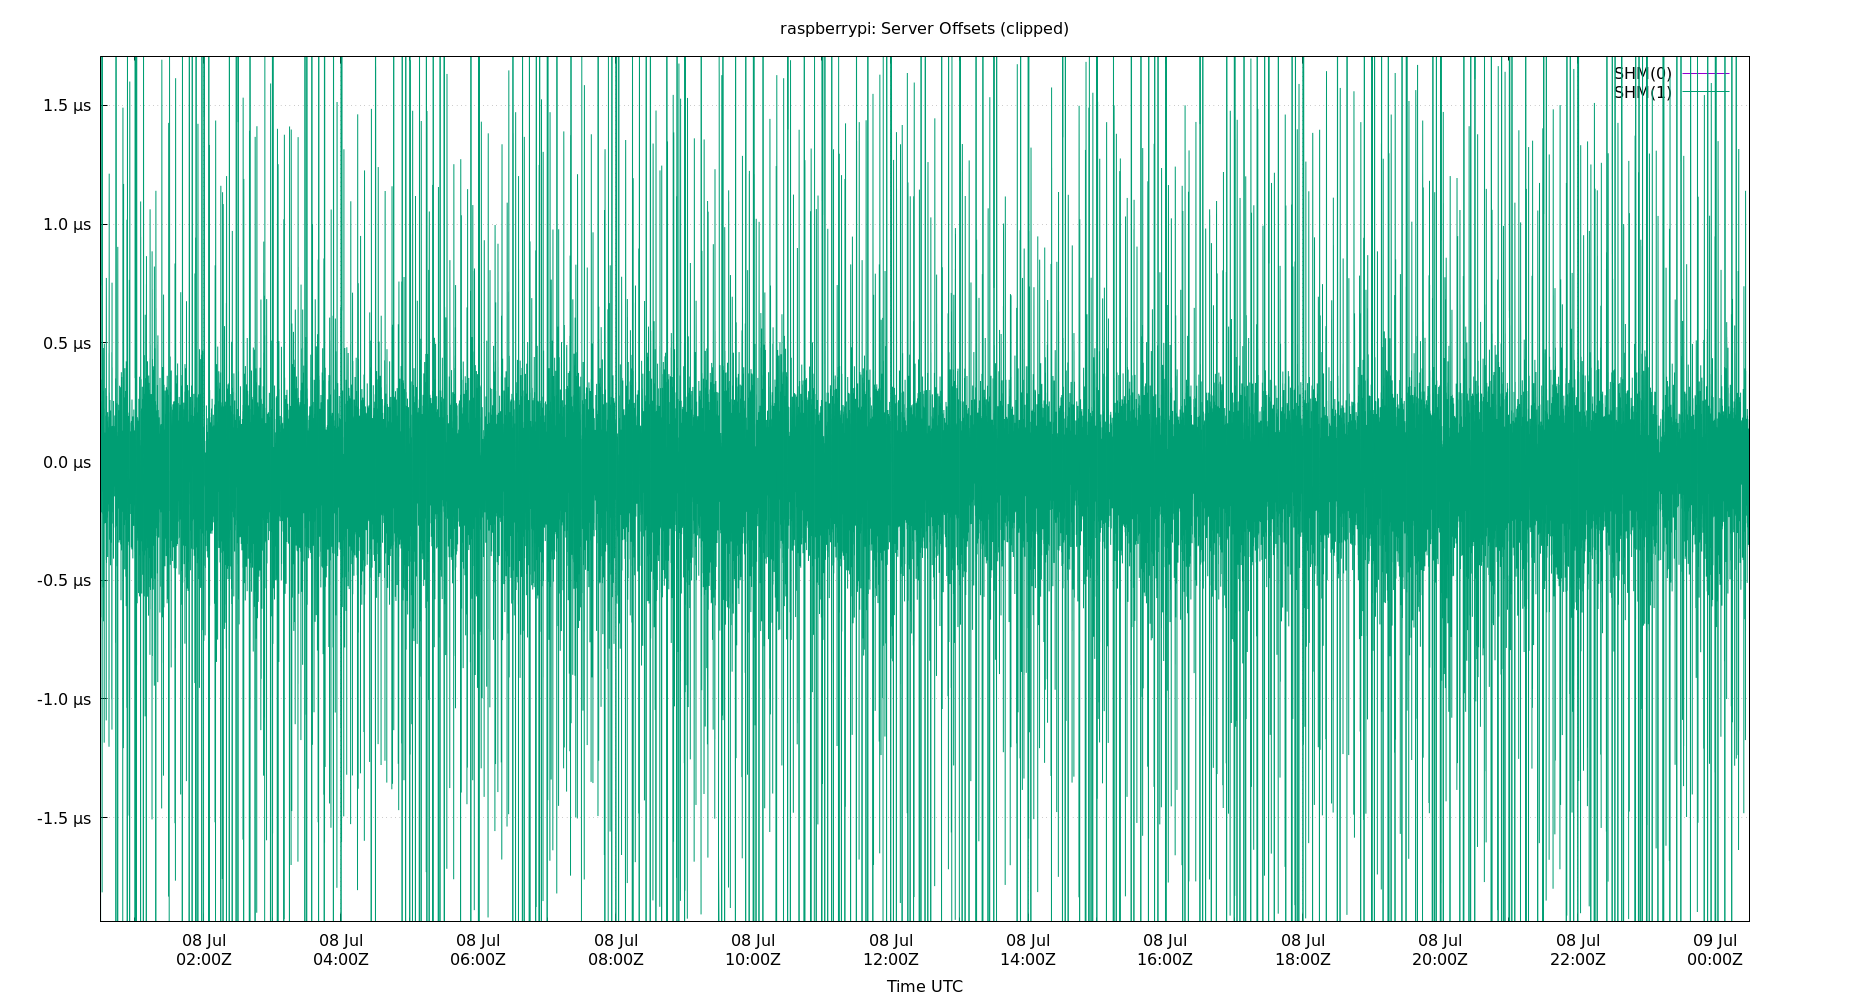 raspberrypi: Server Offsets (clipped)
SHM(0)
SHM(1)
1.5 µs
1.0 µs
0.5 µs
0.0 µs
-0.5 µs
-1.0 µs
-1.5 µs
08 Jul 08 Jul 08 Jul 08 Jul 08 Jul 08 Jul 08 Jul 08 Jul 08 Jul 08 Jul 08 Jul 09 Jul
02:00Z 04:00Z 06:00Z 08:00Z 10:00Z 12:00Z 14:00Z 16:00Z 18:00Z 20:00Z 22:00Z 00:00Z
Time UTC